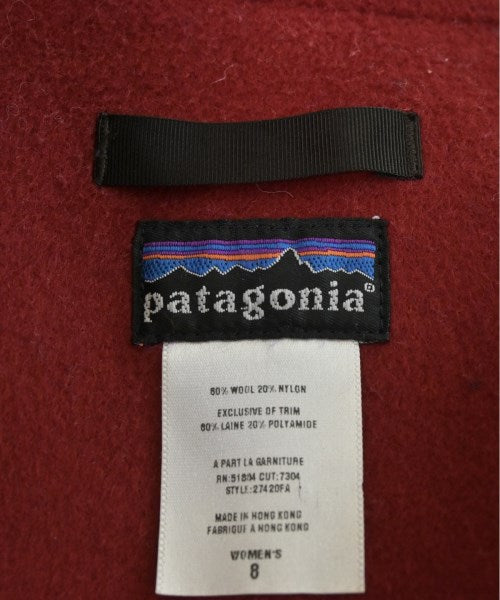 patagonia®
80% WOOL 20% NYLON
EXCLUSIVE OF TRIM
80% LAINE 20% POLYAMIDE
A PART LA GARNITURE
RN:51884 CUT:7304
STYLE:27420FA
MADE IN HONG KONG
FABRIQUE A HONG KONG
WOMEN'S
8